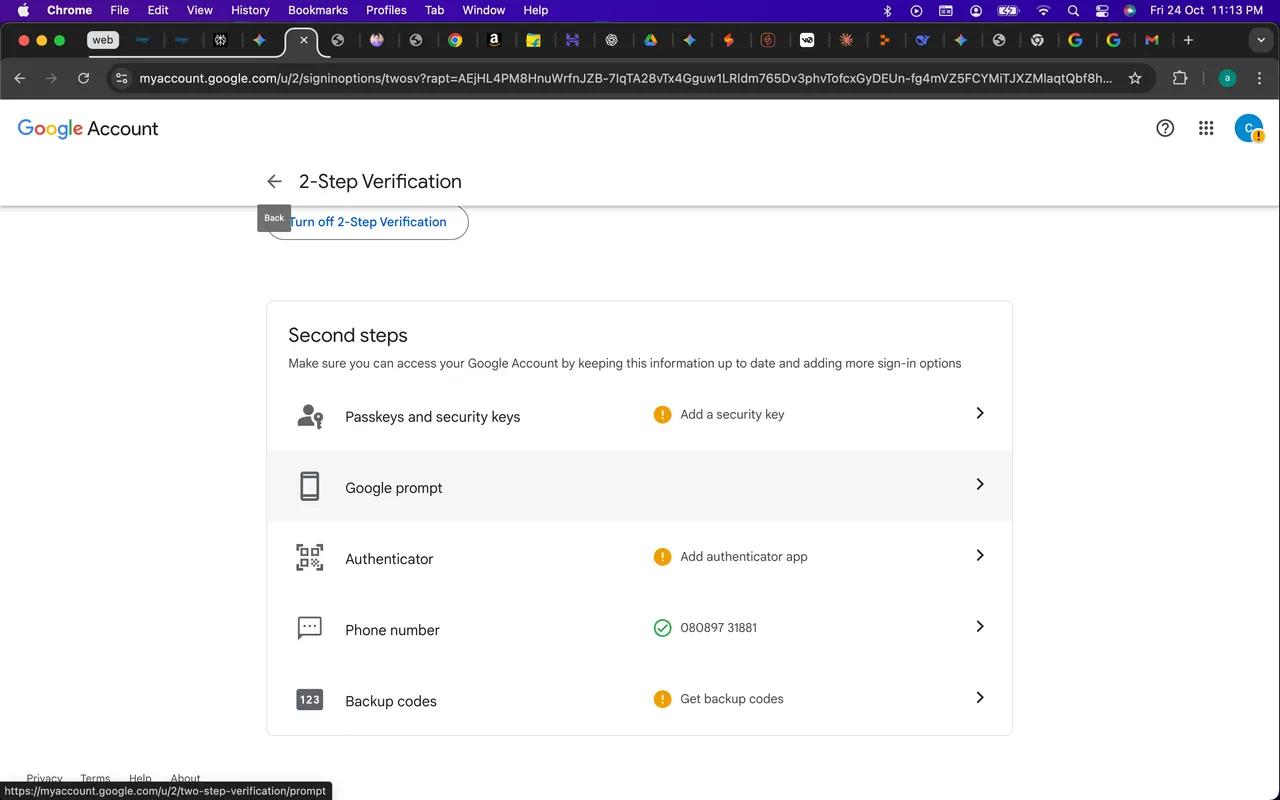 Chrome File Edit View History Bookmarks Profiles Tab Window Help Fri 24 Oct 11:13 PM
web
myaccount.google.com/u/2/signinoptions/twosv?rapt=AEjHL4PM8HnuWrfnJZB-7IqTA28vTx4Gguw1LRldm765Dv3phvTofcxGyDEUn-fg4mVZ5FCYMiTJXZMlaqtQbf8h...
a
Google Account
C
2-Step Verification
Back
Turn off 2-Step Verification
Second steps
Make sure you can access your Google Account by keeping this information up to date and adding more sign-in options
Passkeys and security keys Add a security key
Google prompt
Authenticator Add authenticator app
Phone number 080897 31881
123 Backup codes Get backup codes
Privacy Terms Help About
https://myaccount.google.com/u/2/two-step-verification/prompt